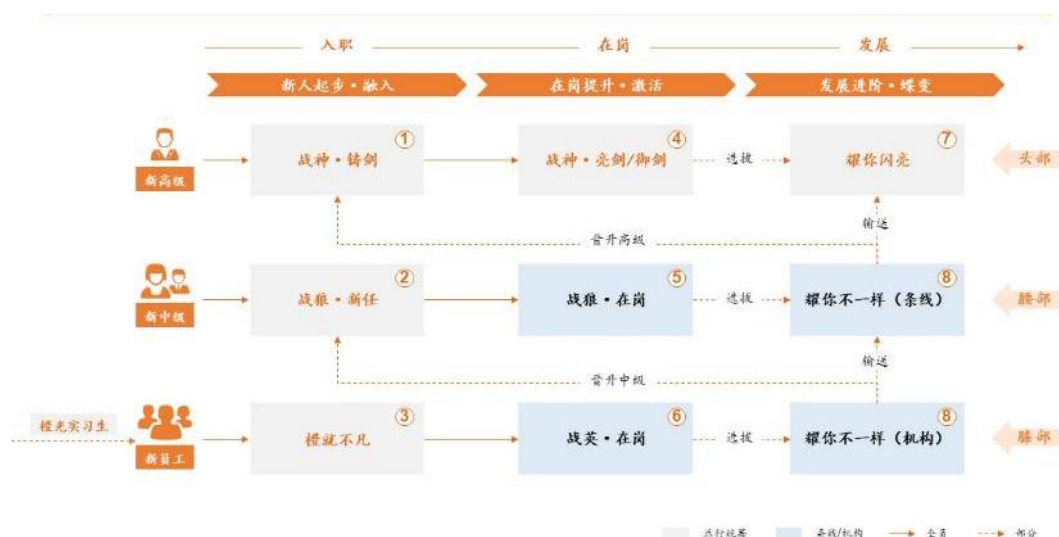 入职 在岗 发展
新人起步·融入 在岗提升·激活 发展进阶·蝶变
① ④ ⑦
战神·铸剑 战神·亮剑/御剑 选拔 耀你闪亮 头部
新高级
输送
晋升高级
② ⑤ ⑧
战狼·新任 战狼·在岗 选拔 耀你不一样（条线） 腰部
新中级
输送
晋升中级
③ ⑥ ⑧
橙光实习生
橙就不凡 战英·在岗 选拔 耀你不一样（机构） 膝部
新员工
总行统筹 条线/机构 全员 部分